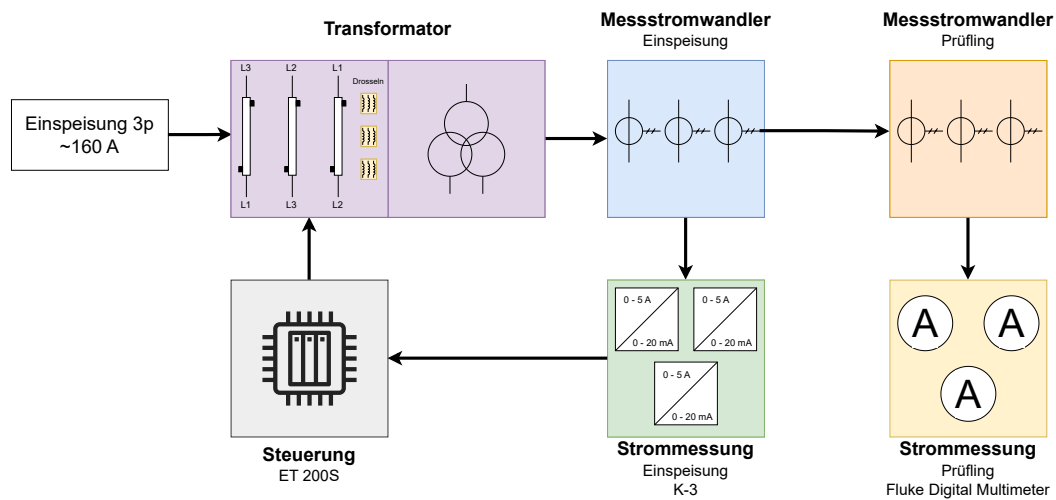 Transformator
Messstromwandler
Einspeisung
Messstromwandler
Prüfling
Einspeisung 3p
~160 A
L3
L2
L1
Drosseln
L1
L3
L2
0 - 5 A
0 - 20 mA
0 - 5 A
0 - 20 mA
0 - 5 A
0 - 20 mA
A
A
A
Steuerung
ET 200S
Strommessung
Einspeisung
K-3
Strommessung
Prüfling
Fluke Digital Multimeter